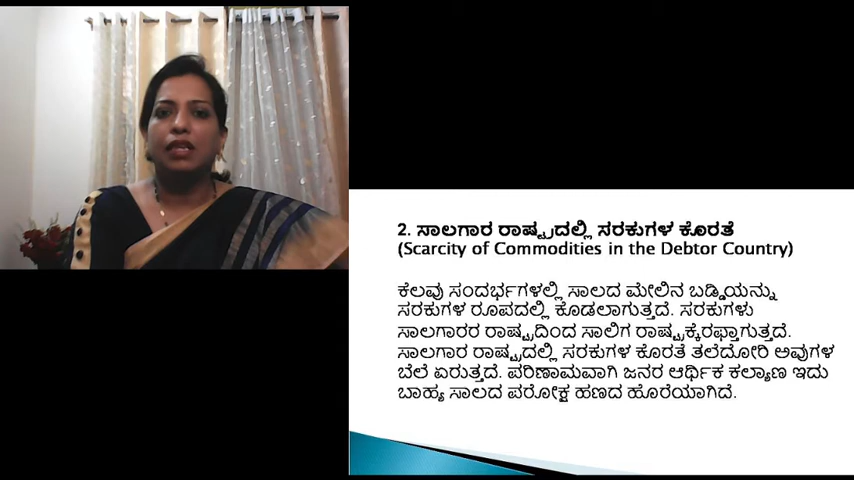 2. ಸಾಲಗಾರ ರಾಷ್ಟ್ರದಲ್ಲಿ ಸರಕುಗಳ ಕೊರತೆ
(Scarcity of Commodities in the Debtor Country)
ಕೆಲವು ಸಂದರ್ಭಗಳಲ್ಲಿ ಸಾಲದ ಮೇಲಿನ ಬಡ್ಡಿಯನ್ನು
ಸರಕುಗಳ ರೂಪದಲ್ಲಿ ಕೊಡಲಾಗುತ್ತದೆ. ಸರಕುಗಳು
ಸಾಲಗಾರರ ರಾಷ್ಟ್ರದಿಂದ ಸಾಲಿಗ ರಾಷ್ಟ್ರಕ್ಕೆರಫ್ತಾಗುತ್ತದೆ.
ಸಾಲಗಾರ ರಾಷ್ಟ್ರದಲ್ಲಿ ಸರಕುಗಳ ಕೊರತೆ ತಲೆದೋರಿ ಅವುಗಳ
ಬೆಲೆ ಏರುತ್ತದೆ. ಪರಿಣಾಮವಾಗಿ ಜನರ ಆರ್ಥಿಕ ಕಲ್ಯಾಣ ಇದು
ಬಾಹ್ಯ ಸಾಲದ ಪರೋಕ್ಷ ಹಣದ ಹೊರೆಯಾಗಿದೆ.